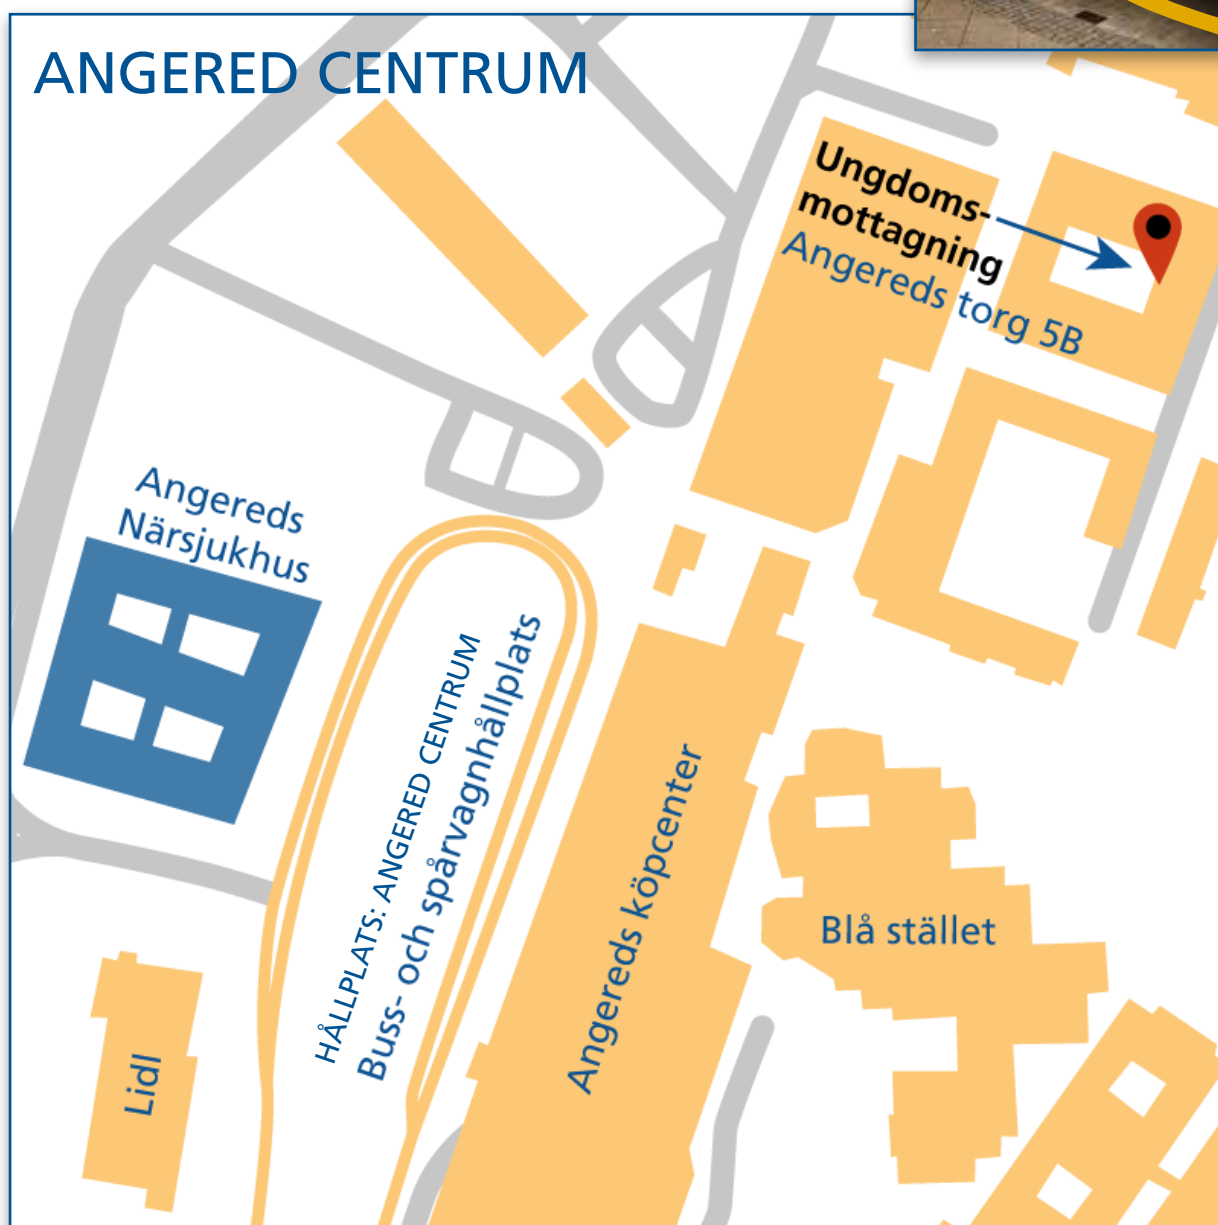 ANGERED CENTRUM
Ungdoms-
mottagning
Angereds torg 5B
Angereds
Närsjukhus
HÅLLPLATS: ANGERED CENTRUM
Buss- och spårvagnhållplats
Angereds köpcenter
Blå stället
Lidl